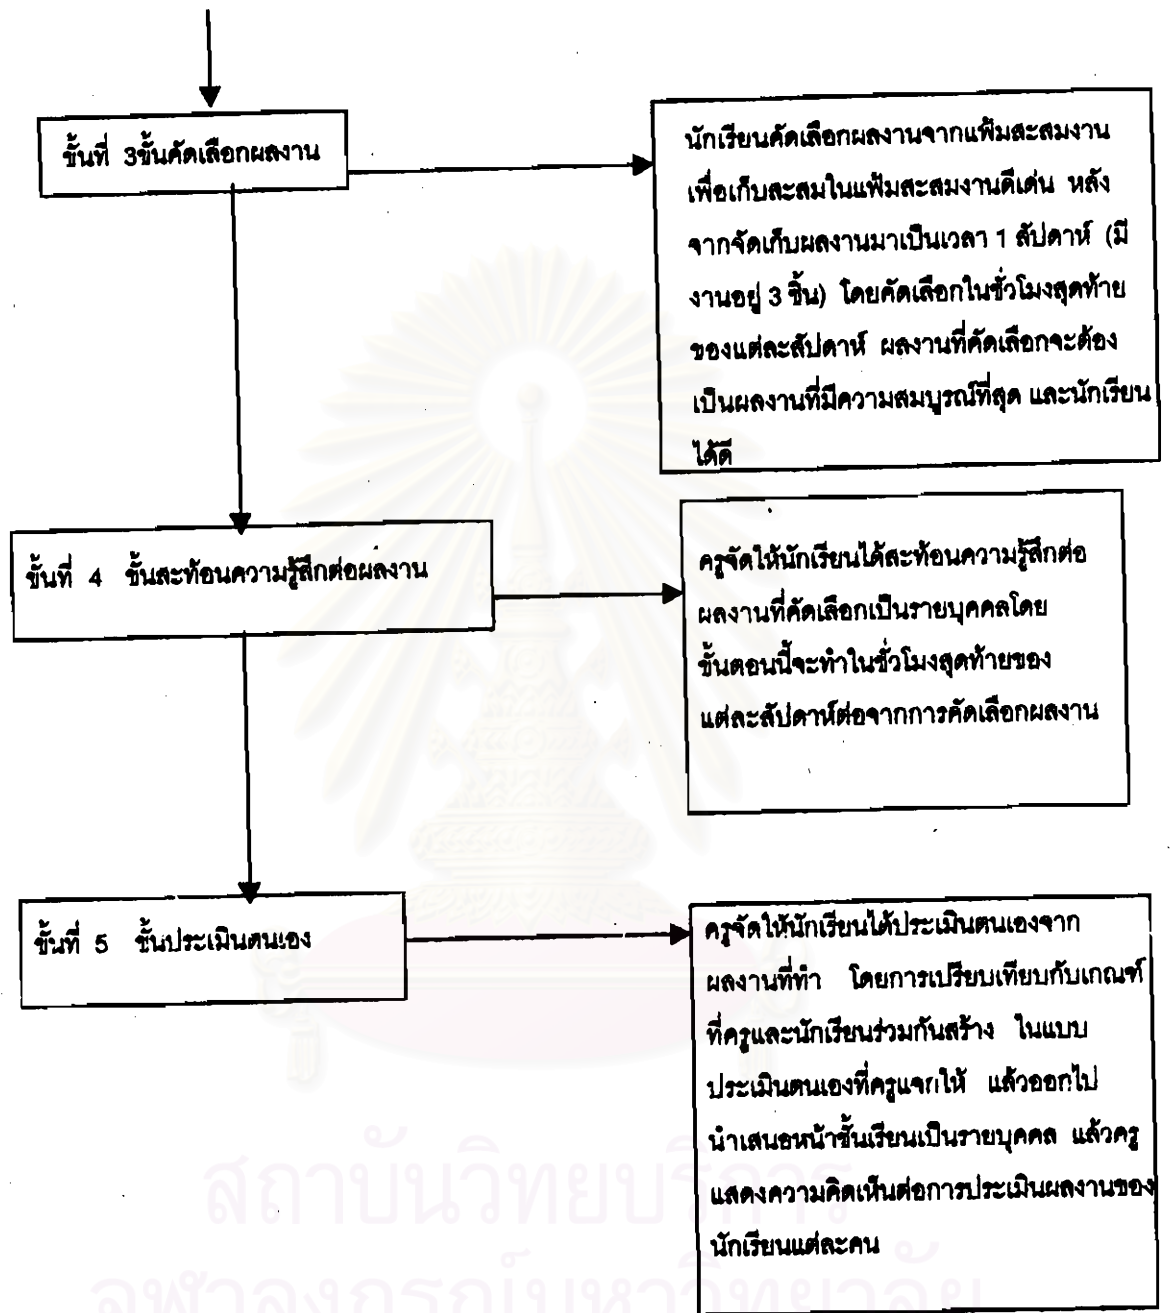 ขั้นที่ 3ขั้นคัดเลือกผลงาน
นักเรียนคัดเลือกผลงานจากแฟ้มสะสมงาน
เพื่อเก็บสะสมในแฟ้มสะสมงานดีเด่น หลัง
จากจัดเก็บผลงานมาเป็นเวลา 1 สัปดาห์ (มี
งานอยู่ 3 ชิ้น) โดยคัดเลือกในชั่วโมงสุดท้าย
ของแต่ละสัปดาห์ ผลงานที่คัดเลือกจะต้อง
เป็นผลงานที่มีความสมบูรณ์ที่สุด และนักเรียน
ได้ดี
ขั้นที่ 4 ขั้นสะท้อนความรู้สึกต่อผลงาน
ครูจัดให้นักเรียนได้สะท้อนความรู้สึกต่อ
ผลงานที่คัดเลือกเป็นรายบุคคลโดย
ขั้นตอนนี้จะทำในชั่วโมงสุดท้ายของ
แต่ละสัปดาห์ต่อจากการคัดเลือกผลงาน
ขั้นที่ 5 ขั้นประเมินตนเอง
ครูจัดให้นักเรียนได้ประเมินตนเองจาก
ผลงานที่ทำ โดยการเปรียบเทียบกับเกณฑ์
ที่ครูและนักเรียนร่วมกันสร้าง ในแบบ
ประเมินตนเองที่ครูแจกให้ แล้วออกไป
นำเสนอหน้าชั้นเรียนเป็นรายบุคคล แล้วครู
แสดงความคิดเห็นต่อการประเมินผลงานของ
นักเรียนแต่ละคน
สถาบันวิทยบริการ
จุฬาลงกรณ์มหาวิทยาลัย